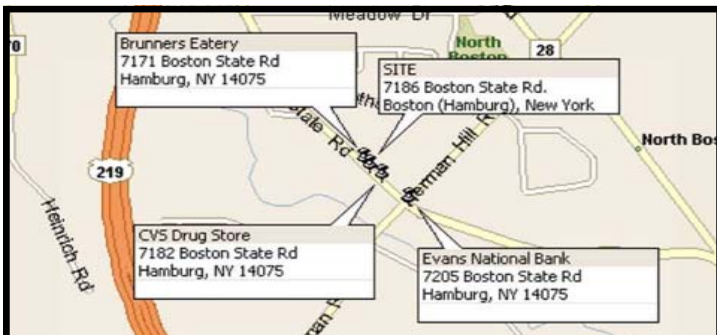 Meadow Dr
Brunners Eatery
7171 Boston State Rd
Hamburg, NY 14075
North
Boston
28
SITE
7186 Boston State Rd.
Boston (Hamburg), New York
State Rd
Herman Hill R
North Bos
219
Heinrich Rd
CVS Drug Store
7182 Boston State Rd
Hamburg, NY 14075
Evans National Bank
7205 Boston State Rd
Hamburg, NY 14075